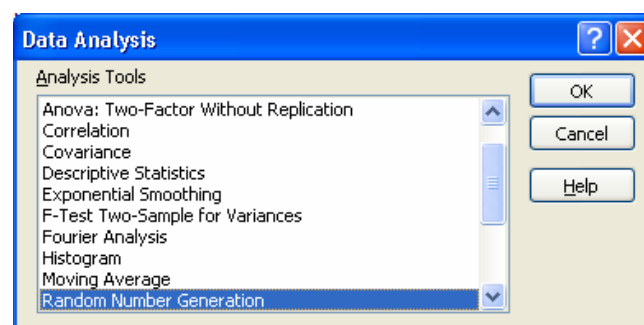 Data Analysis
Analysis Tools
OK
Anova: Two-Factor Without Replication
Correlation
Cancel
Covariance
Descriptive Statistics
Exponential Smoothing
Help
F-Test Two-Sample for Variances
Fourier Analysis
Histogram
Moving Average
Random Number Generation